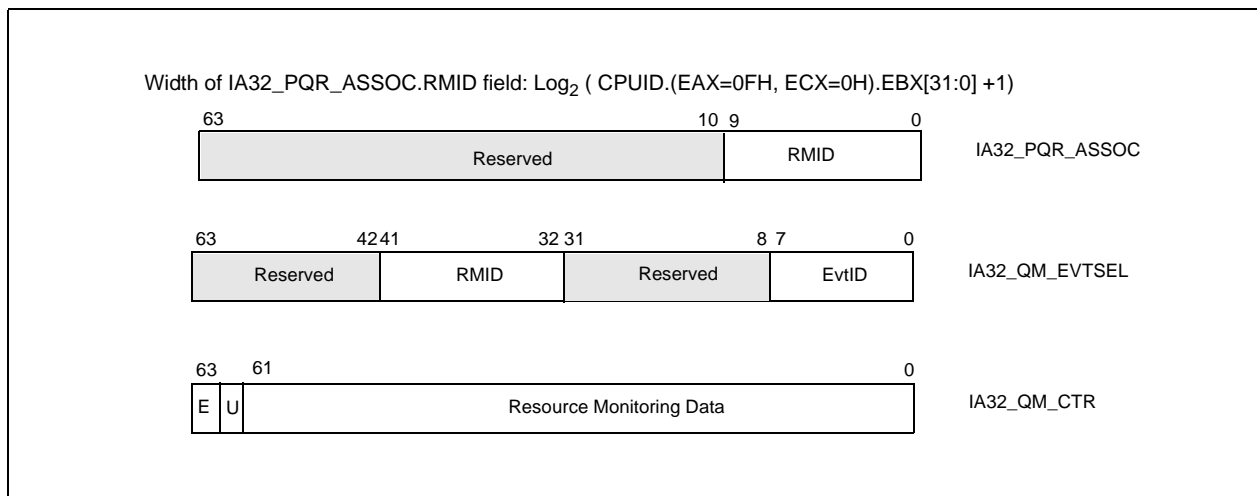 Width of IA32_PQR_ASSOC.RMID field: Log2 ( CPUID.(EAX=0FH, ECX=0H).EBX[31:0] +1)
63 10 9 0
Reserved RMID IA32_PQR_ASSOC
63 42 41 32 31 8 7 0
Reserved RMID Reserved EvtID IA32_QM_EVTSEL
63 61 0
E U Resource Monitoring Data IA32_QM_CTR